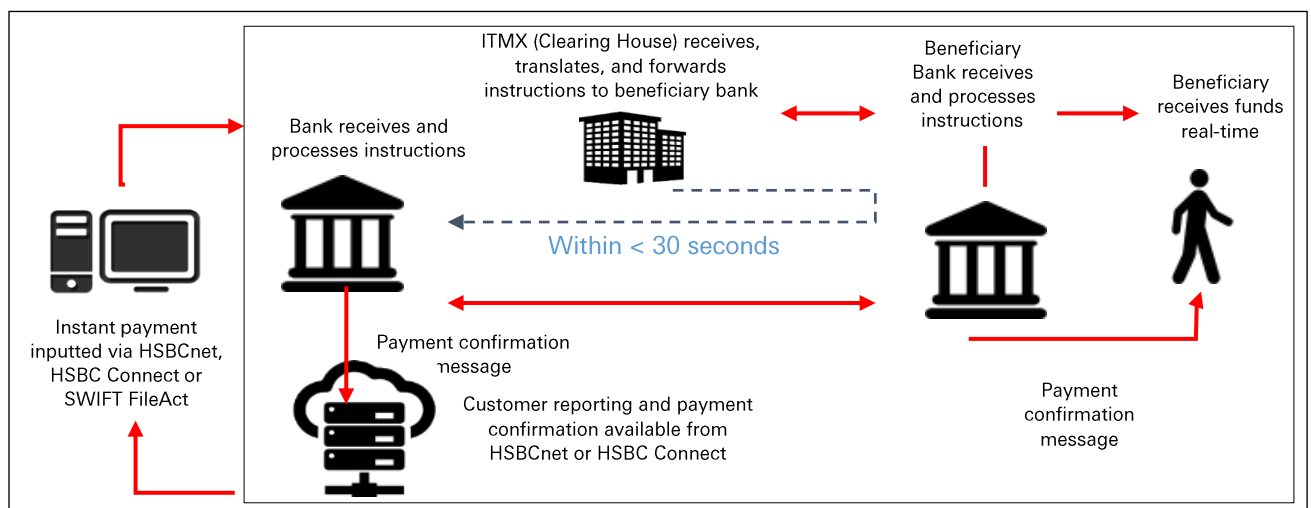 ITMX (Clearing House) receives,
translates, and forwards
instructions to beneficiary bank
Beneficiary
Bank receives
and processes
instructions
Beneficiary
receives funds
real-time
Bank receives and
processes instructions
Within < 30 seconds
Instant payment
inputted via HSBCnet,
HSBC Connect or
SWIFT FileAct
Payment confirmation
message
Customer reporting and payment
confirmation available from
HSBCnet or HSBC Connect
Payment
confirmation
message